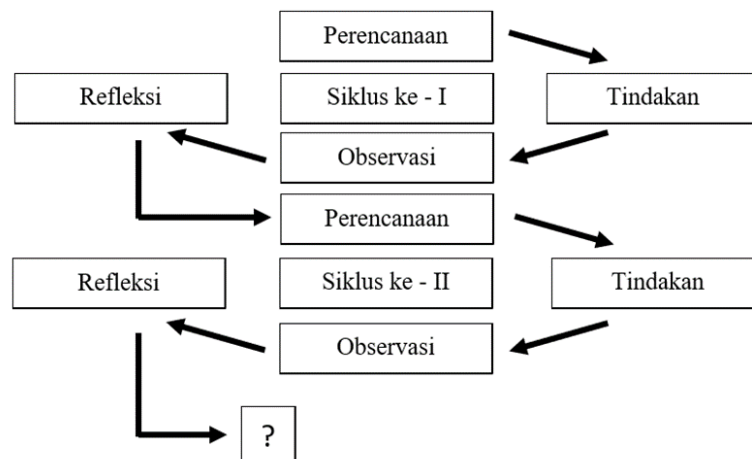 Perencanaan
Refleksi
Siklus ke - I
Tindakan
Observasi
Perencanaan
Refleksi
Siklus ke - II
Tindakan
Observasi
?